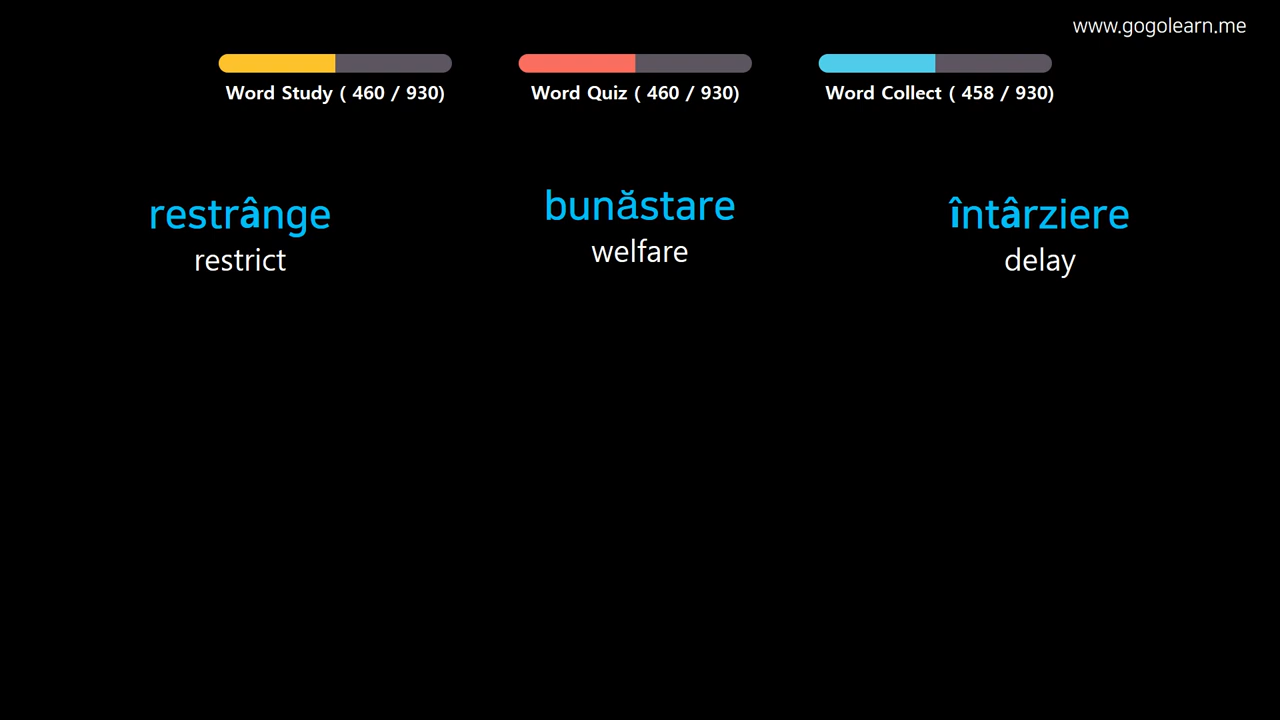 www.gogolearn.me
Word Study ( 460 / 930)
Word Quiz ( 460 / 930)
Word Collect ( 458 / 930)
restrânge
restrict
bunăstare
welfare
întârziere
delay